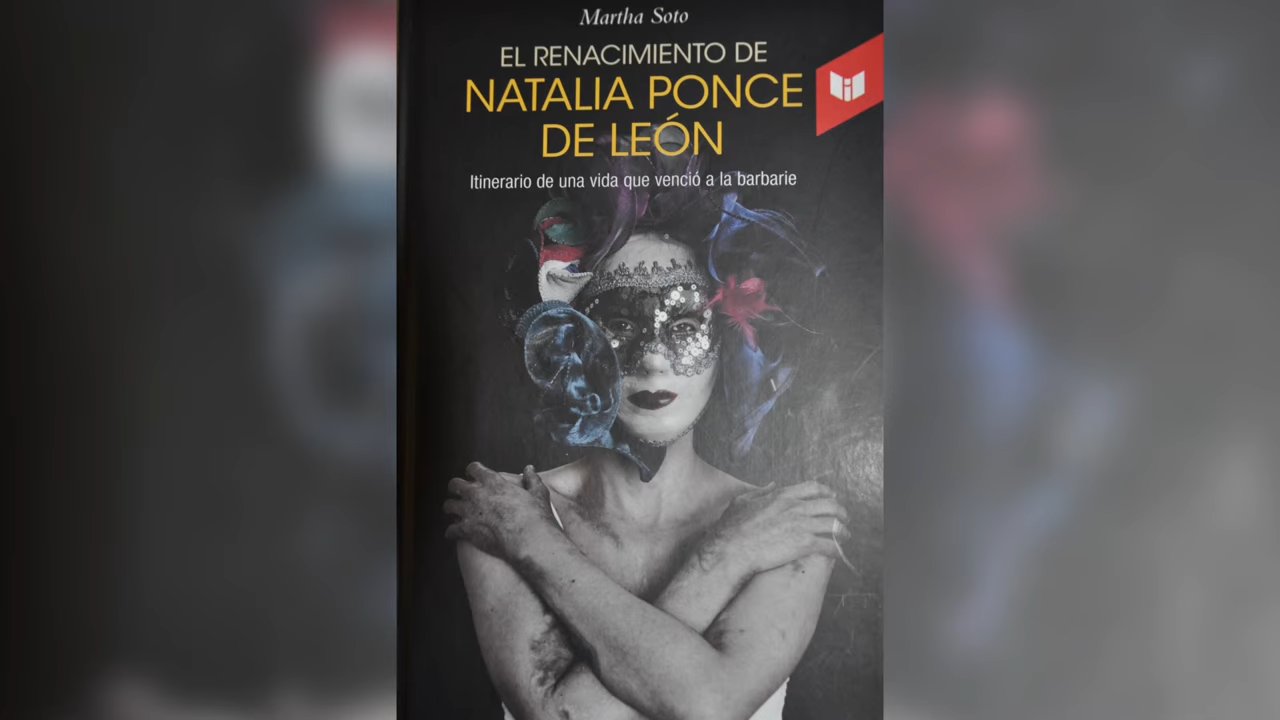 Martha Soto
EL RENACIMIENTO DE
NATALIA PONCE
DE LEÓN
Itinerario de una vida que venció a la barbarie